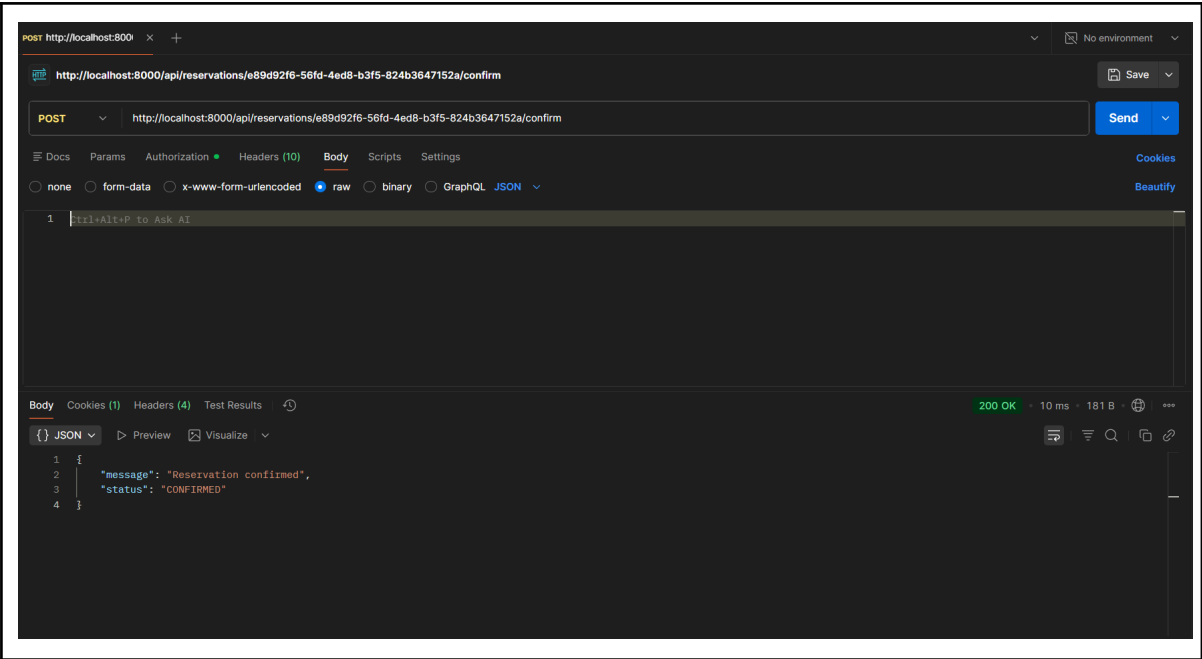 POST http://localhost:800 × + No environment
HTTP http://localhost:8000/api/reservations/e89d92f6-56fd-4ed8-b3f5-824b3647152a/confirm Save
POST http://localhost:8000/api/reservations/e89d92f6-56fd-4ed8-b3f5-824b3647152a/confirm Send
Docs Params Authorization Headers (10) Body Scripts Settings Cookies
none form-data x-www-form-urlencoded raw binary GraphQL JSON Beautify
1 Ctrl+Alt+P to Ask AI
Body Cookies (1) Headers (4) Test Results 200 OK • 10 ms • 181 B
{} JSON Preview Visualize
1 {
2 "message": "Reservation confirmed",
3 "status": "CONFIRMED"
4 }